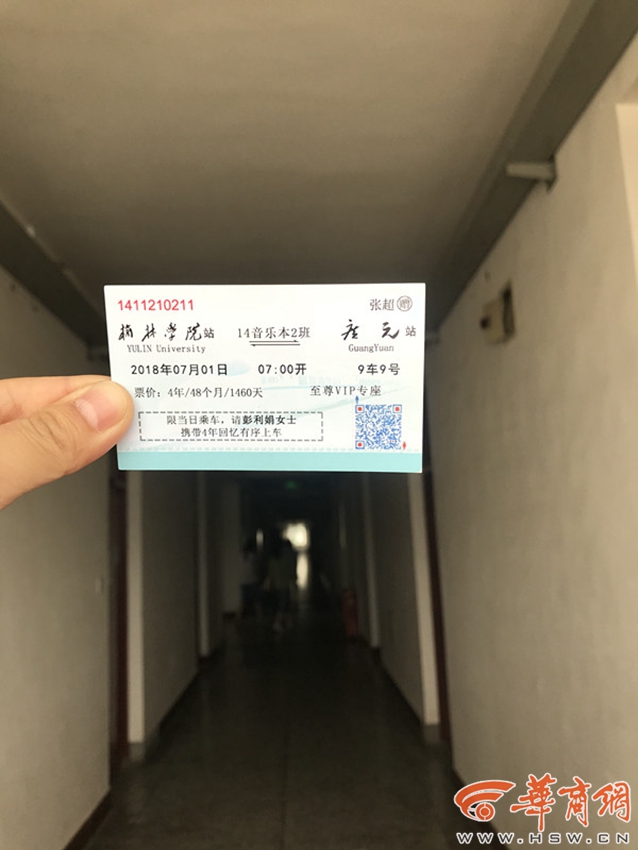 1411210211 张超 赠
榆林学院站 14音乐本2班 广元站
YULIN University GuangYuan
2018年07月01日 07:00开 9车9号
票价：4年/48个月/1460天 至尊VIP专座
限当日乘车，请彭利娟女士
携带4年回忆有序上车
华商网
WWW.HSW.CN